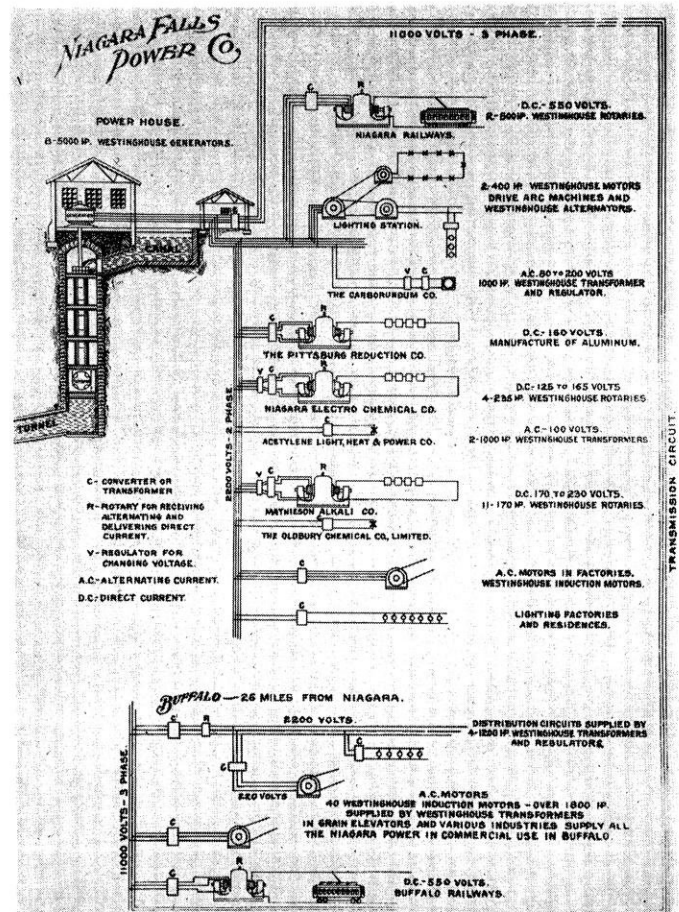 NIAGARA FALLS
POWER CO.
11000 VOLTS - 3 PHASE.
POWER HOUSE.
8-5000 HP. WESTINGHOUSE GENERATORS.
C
R
NIAGARA RAILWAYS.
D.C.- 550 VOLTS.
2-500 HP. WESTINGHOUSE ROTARIES.
LIGHTING STATION.
2-400 HP. WESTINGHOUSE MOTORS
DRIVE ARC MACHINES AND
WESTINGHOUSE ALTERNATORS.
CANAL
V C
THE CARBORUNDUM CO.
A.C. 80 TO 200 VOLTS
1000 HP. WESTINGHOUSE TRANSFORMER
AND REGULATOR.
C
R
THE PITTSBURG REDUCTION CO.
D.C.- 160 VOLTS.
MANUFACTURE OF ALUMINUM.
V C
R
NIAGARA ELECTRO CHEMICAL CO.
D.C.- 125 TO 165 VOLTS
4-235 HP. WESTINGHOUSE ROTARIES
TUNNEL
2200 VOLTS - 2 PHASE
TRANSMISSION CIRCUIT.
C
ACETYLENE LIGHT, HEAT & POWER CO.
A.C.- 100 VOLTS.
2-1000 HP. WESTINGHOUSE TRANSFORMERS
V C
R
MATHIESON ALKALI CO.
D.C. 170 TO 230 VOLTS.
11-170 HP. WESTINGHOUSE ROTARIES.
C
THE OLDBURY CHEMICAL CO, LIMITED.
C- CONVERTER OR
TRANSFORMER
R- ROTARY FOR RECEIVING
ALTERNATING AND
DELIVERING DIRECT
CURRENT.
V- REGULATOR FOR
CHANGING VOLTAGE.
A.C.- ALTERNATING CURRENT.
D.C.- DIRECT CURRENT.
C
A.C. MOTORS IN FACTORIES.
WESTINGHOUSE INDUCTION MOTORS.
C
LIGHTING FACTORIES
AND RESIDENCES.
BUFFALO — 26 MILES FROM NIAGARA.
C R
2200 VOLTS.
DISTRIBUTION CIRCUITS SUPPLIED BY
4-1200 HP. WESTINGHOUSE TRANSFORMERS
AND REGULATORS
C
C
220 VOLTS
11000 VOLTS - 3 PHASE.
A.C. MOTORS
40 WESTINGHOUSE INDUCTION MOTORS - OVER 1800 HP.
SUPPLIED BY WESTINGHOUSE TRANSFORMERS
IN GRAIN ELEVATORS AND VARIOUS INDUSTRIES SUPPLY ALL
THE NIAGARA POWER IN COMMERCIAL USE IN BUFFALO.
C
C
R
D.C.- 550 VOLTS.
BUFFALO RAILWAYS.